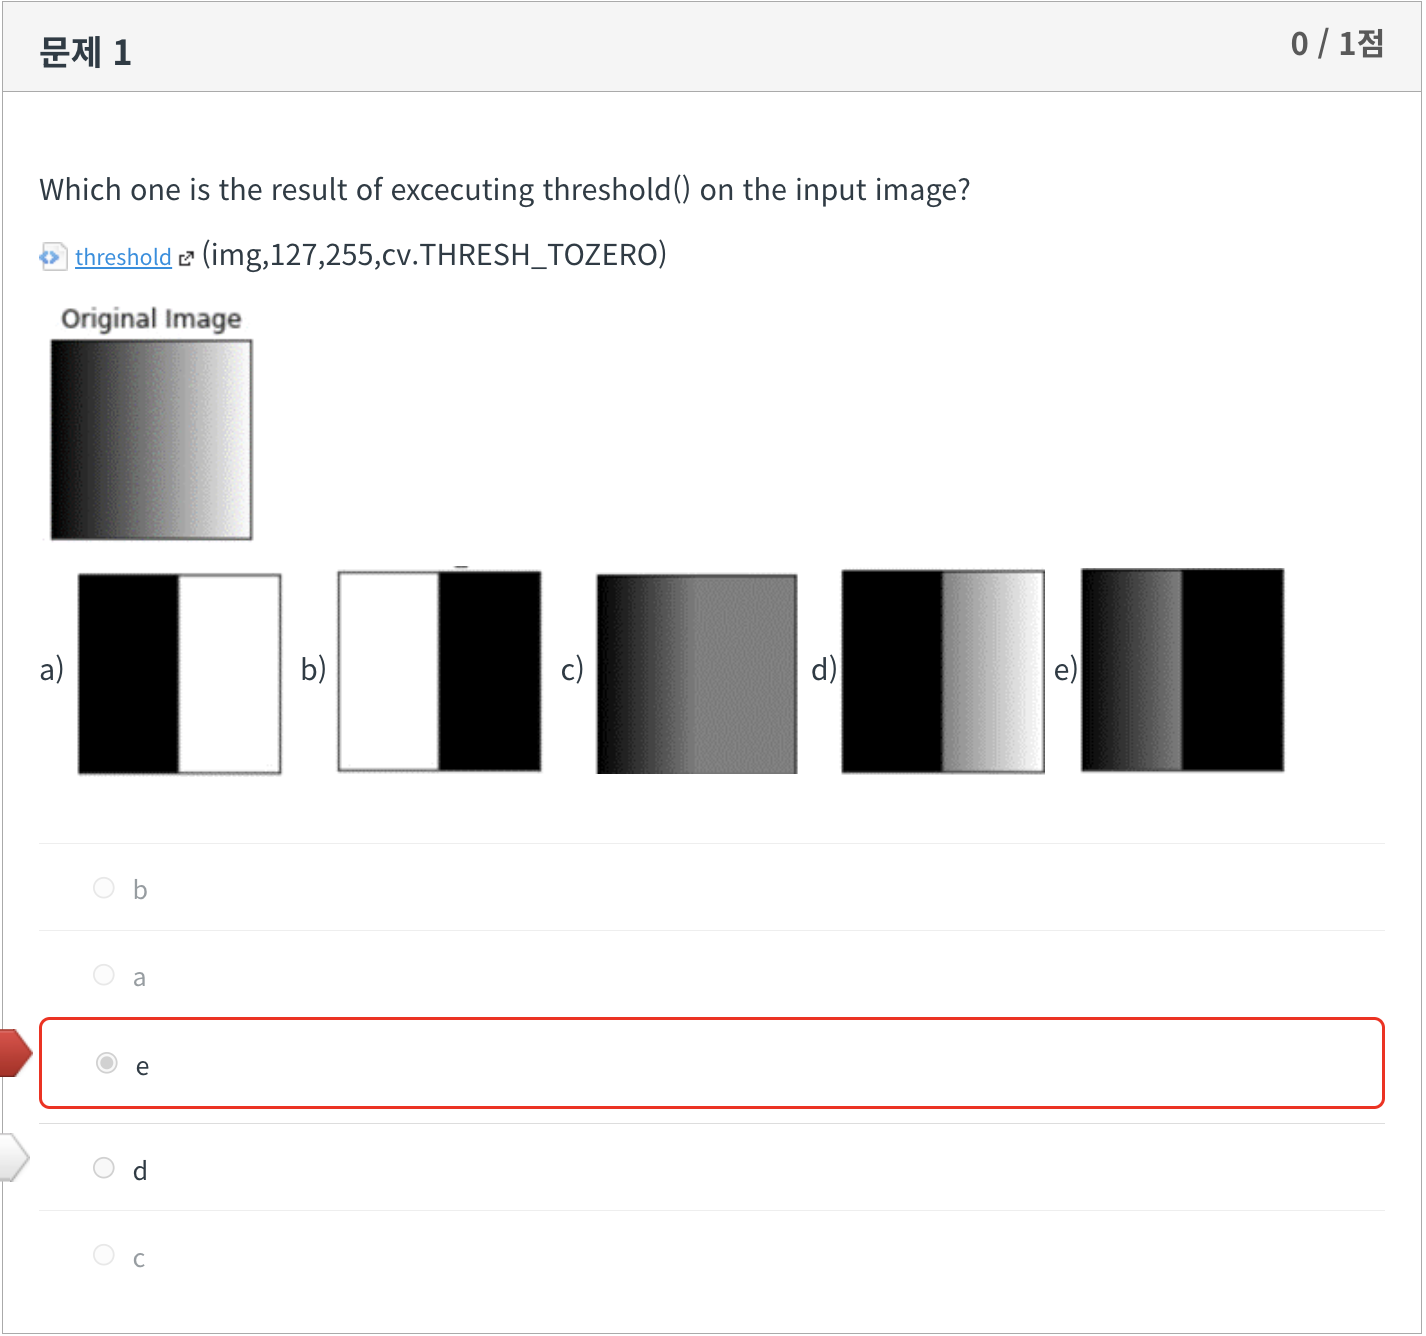 문제 1
0 / 1점
Which one is the result of excecuting threshold() on the input image?
threshold (img,127,255,cv.THRESH_TOZERO)
Original Image
a) b) c) d) e)
b
a
e
d
c